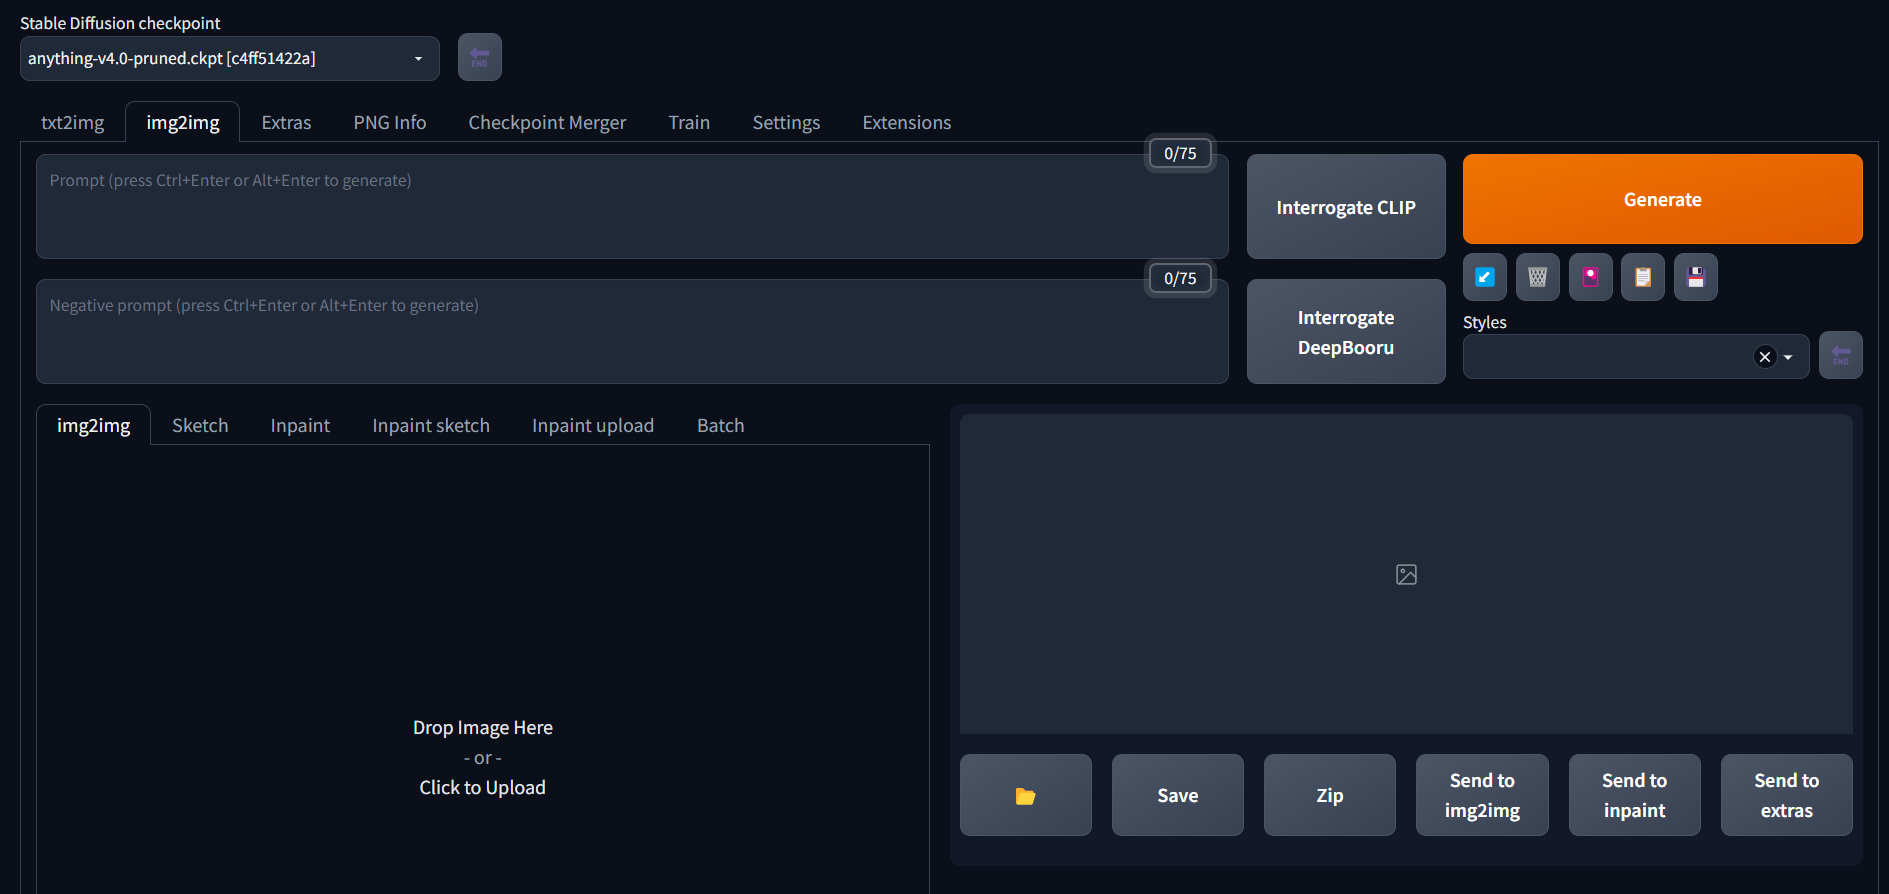 Stable Diffusion checkpoint
anything-v4.0-pruned.ckpt [c4ff51422a]
END
txt2img
img2img
Extras
PNG Info
Checkpoint Merger
Train
Settings
Extensions
0/75
Prompt (press Ctrl+Enter or Alt+Enter to generate)
Interrogate CLIP
Generate
0/75
Negative prompt (press Ctrl+Enter or Alt+Enter to generate)
Interrogate
DeepBooru
Styles
END
img2img
Sketch
Inpaint
Inpaint sketch
Inpaint upload
Batch
Drop Image Here
- or -
Click to Upload
Save
Zip
Send to
img2img
Send to
inpaint
Send to
extras